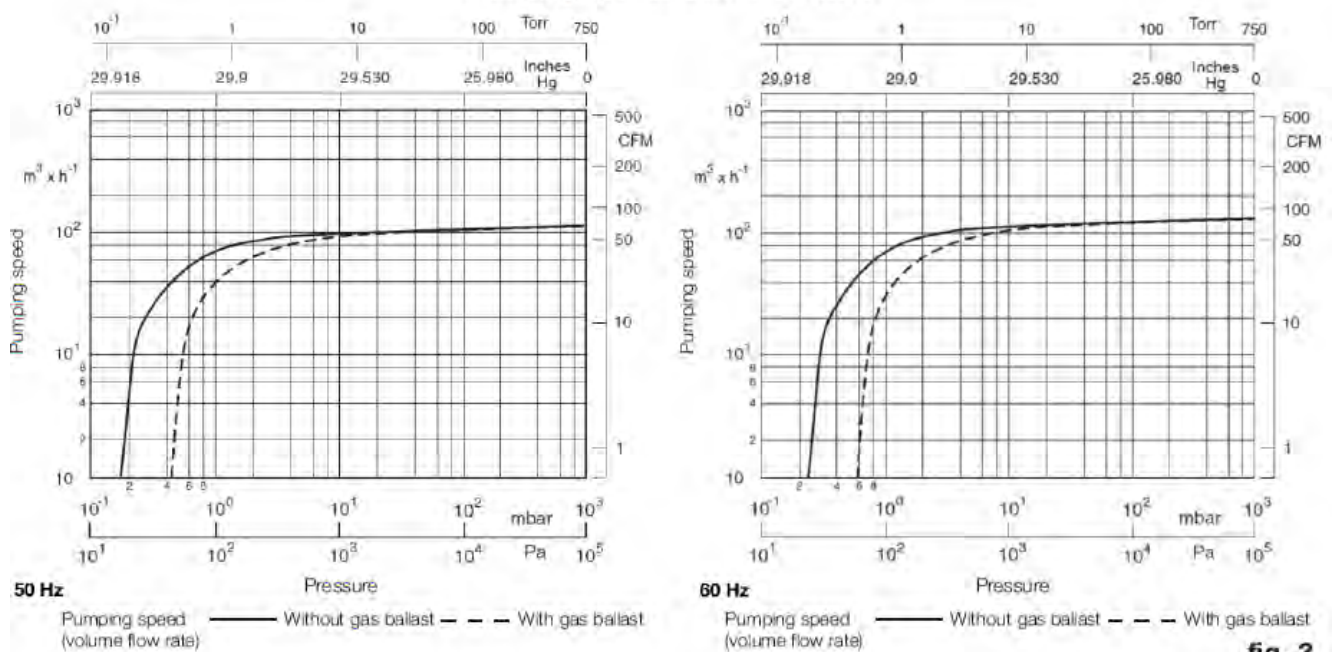 10⁻¹ 1 10 100 Torr 750
29.918 29.9 29.530 25.980 Inches Hg 0
10³
500
CFM
200
m³ x h⁻¹
100
10²
50
Pumping speed
10
10¹
8
6
4
2
1
10
2 4 6 8
10⁻¹ 10⁰ 10¹ 10² mbar 10³
10¹ 10² 10³ 10⁴ Pa 10⁵
50 Hz
Pressure
Pumping speed (volume flow rate)
Without gas ballast
With gas ballast
10⁻¹ 1 10 100 Torr 750
29,918 29.9 29.530 25.980 Inches Hg 0
500
CFM
200
m³ x h⁻¹
100
10²
50
Pumping speed
10
10¹
8
6
4
2
1
10
2 4 6 8
10⁻¹ 10⁰ 10¹ 10² mbar 10³
10¹ 10² 10³ 10⁴ Pa 10⁵
60 Hz
Pressure
Pumping speed (volume flow rate)
Without gas ballast
With gas ballast